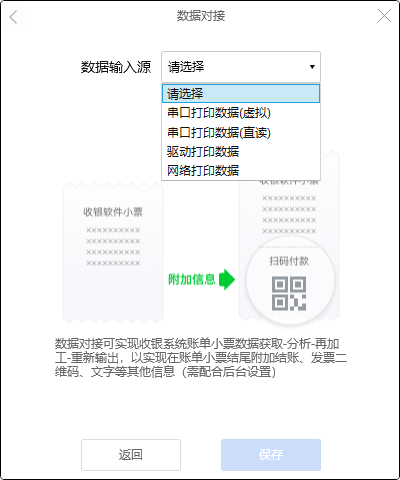 数据对接
数据输入源
请选择
请选择
串口打印数据(虚拟)
串口打印数据(直读)
驱动打印数据
网络打印数据
收银软件小票
××××××××××
××××××××××
××××××××××
××××××××××
附加信息
××××××××××
××××××××××
××××××××××
扫码付款
数据对接可实现收银系统账单小票数据获取-分析-再加
工-重新输出，以实现在账单小票结尾附加结账、发票二
维码、文字等其他信息（需配合后台设置）
返回
保存